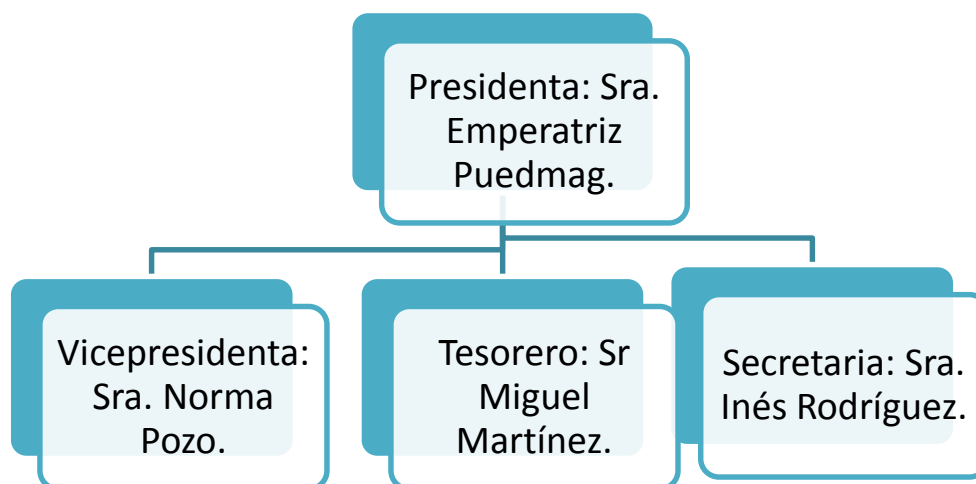 Presidenta: Sra.
Emperatriz
Puedmag.
Vicepresidenta:
Sra. Norma
Pozo.
Tesorero: Sr
Miguel
Martínez.
Secretaria: Sra.
Inés Rodríguez.